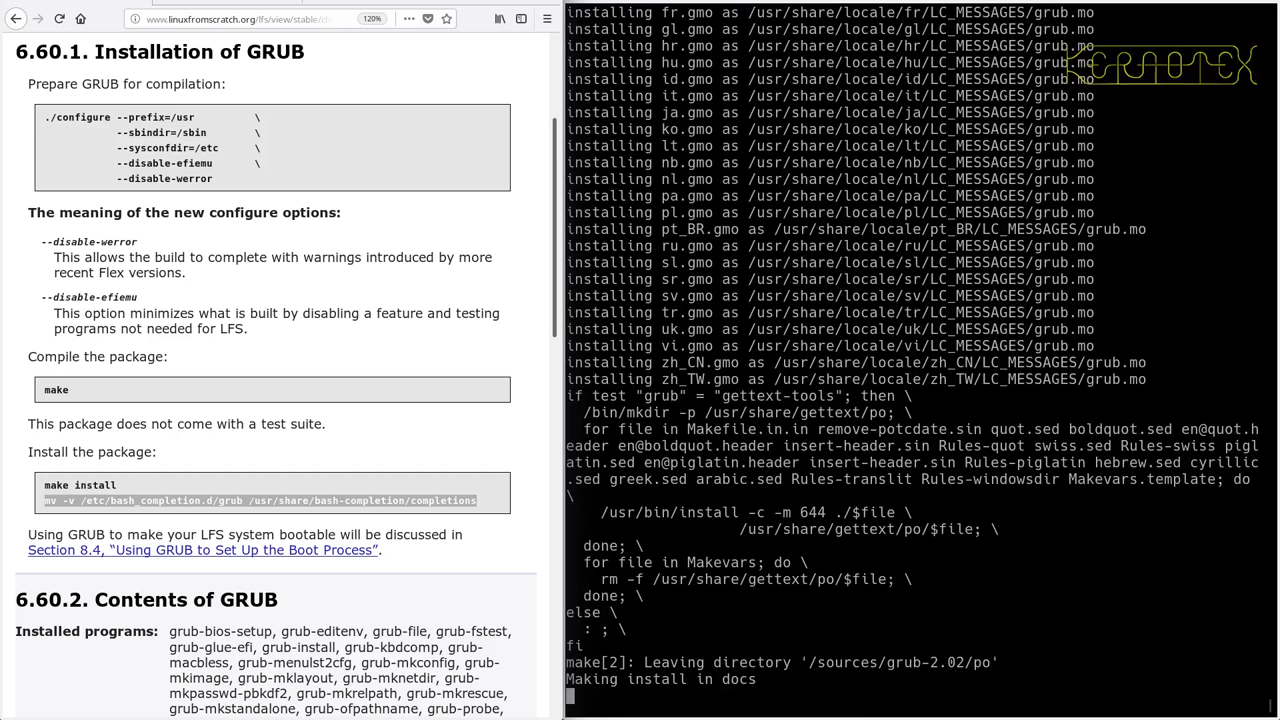 www.linuxfromscratch.org/lfs/view/stable/ch
120%
6.60.1. Installation of GRUB
Prepare GRUB for compilation:
./configure --prefix=/usr \
--sbindir=/sbin \
--sysconfdir=/etc \
--disable-efiemu \
--disable-werror
The meaning of the new configure options:
--disable-werror
This allows the build to complete with warnings introduced by more
recent Flex versions.
--disable-efiemu
This option minimizes what is built by disabling a feature and testing
programs not needed for LFS.
Compile the package:
make
This package does not come with a test suite.
Install the package:
make install
mv -v /etc/bash_completion.d/grub /usr/share/bash-completion/completions
Using GRUB to make your LFS system bootable will be discussed in
Section 8.4, “Using GRUB to Set Up the Boot Process”.
6.60.2. Contents of GRUB
Installed programs: grub-bios-setup, grub-editenv, grub-file, grub-fstest,
grub-glue-efi, grub-install, grub-kbdcomp, grub-
macbless, grub-menulst2cfg, grub-mkconfig, grub-
mkimage, grub-mklayout, grub-mknetdir, grub-
mkpasswd-pbkdf2, grub-mkrelpath, grub-mkrescue,
grub-mkstandalone, grub-ofpathname, grub-probe,
installing fr.gmo as /usr/share/locale/fr/LC_MESSAGES/grub.mo
installing gl.gmo as /usr/share/locale/gl/LC_MESSAGES/grub.mo
installing hr.gmo as /usr/share/locale/hr/LC_MESSAGES/grub.mo
installing hu.gmo as /usr/share/locale/hu/LC_MESSAGES/grub.mo
installing id.gmo as /usr/share/locale/id/LC_MESSAGES/grub.mo
installing it.gmo as /usr/share/locale/it/LC_MESSAGES/grub.mo
installing ja.gmo as /usr/share/locale/ja/LC_MESSAGES/grub.mo
installing ko.gmo as /usr/share/locale/ko/LC_MESSAGES/grub.mo
installing lt.gmo as /usr/share/locale/lt/LC_MESSAGES/grub.mo
installing nb.gmo as /usr/share/locale/nb/LC_MESSAGES/grub.mo
installing nl.gmo as /usr/share/locale/nl/LC_MESSAGES/grub.mo
installing pa.gmo as /usr/share/locale/pa/LC_MESSAGES/grub.mo
installing pl.gmo as /usr/share/locale/pl/LC_MESSAGES/grub.mo
installing pt_BR.gmo as /usr/share/locale/pt_BR/LC_MESSAGES/grub.mo
installing ru.gmo as /usr/share/locale/ru/LC_MESSAGES/grub.mo
installing sl.gmo as /usr/share/locale/sl/LC_MESSAGES/grub.mo
installing sr.gmo as /usr/share/locale/sr/LC_MESSAGES/grub.mo
installing sv.gmo as /usr/share/locale/sv/LC_MESSAGES/grub.mo
installing tr.gmo as /usr/share/locale/tr/LC_MESSAGES/grub.mo
installing uk.gmo as /usr/share/locale/uk/LC_MESSAGES/grub.mo
installing vi.gmo as /usr/share/locale/vi/LC_MESSAGES/grub.mo
installing zh_CN.gmo as /usr/share/locale/zh_CN/LC_MESSAGES/grub.mo
installing zh_TW.gmo as /usr/share/locale/zh_TW/LC_MESSAGES/grub.mo
if test "grub" = "gettext-tools"; then \
/bin/mkdir -p /usr/share/gettext/po; \
for file in Makefile.in.in remove-potcdate.sin quot.sed boldquot.sed en@quot.h
eader en@boldquot.header insert-header.sin Rules-quot swiss.sed Rules-swiss pigl
atin.sed en@piglatin.header insert-header.sin Rules-piglatin hebrew.sed cyrillic
.sed greek.sed arabic.sed Rules-translit Rules-windowsdir Makevars.template; do
\
/usr/bin/install -c -m 644 ./$file \
/usr/share/gettext/po/$file; \
done; \
for file in Makevars; do \
rm -f /usr/share/gettext/po/$file; \
done; \
else \
: ; \
fi
make[2]: Leaving directory '/sources/grub-2.02/po'
Making install in docs